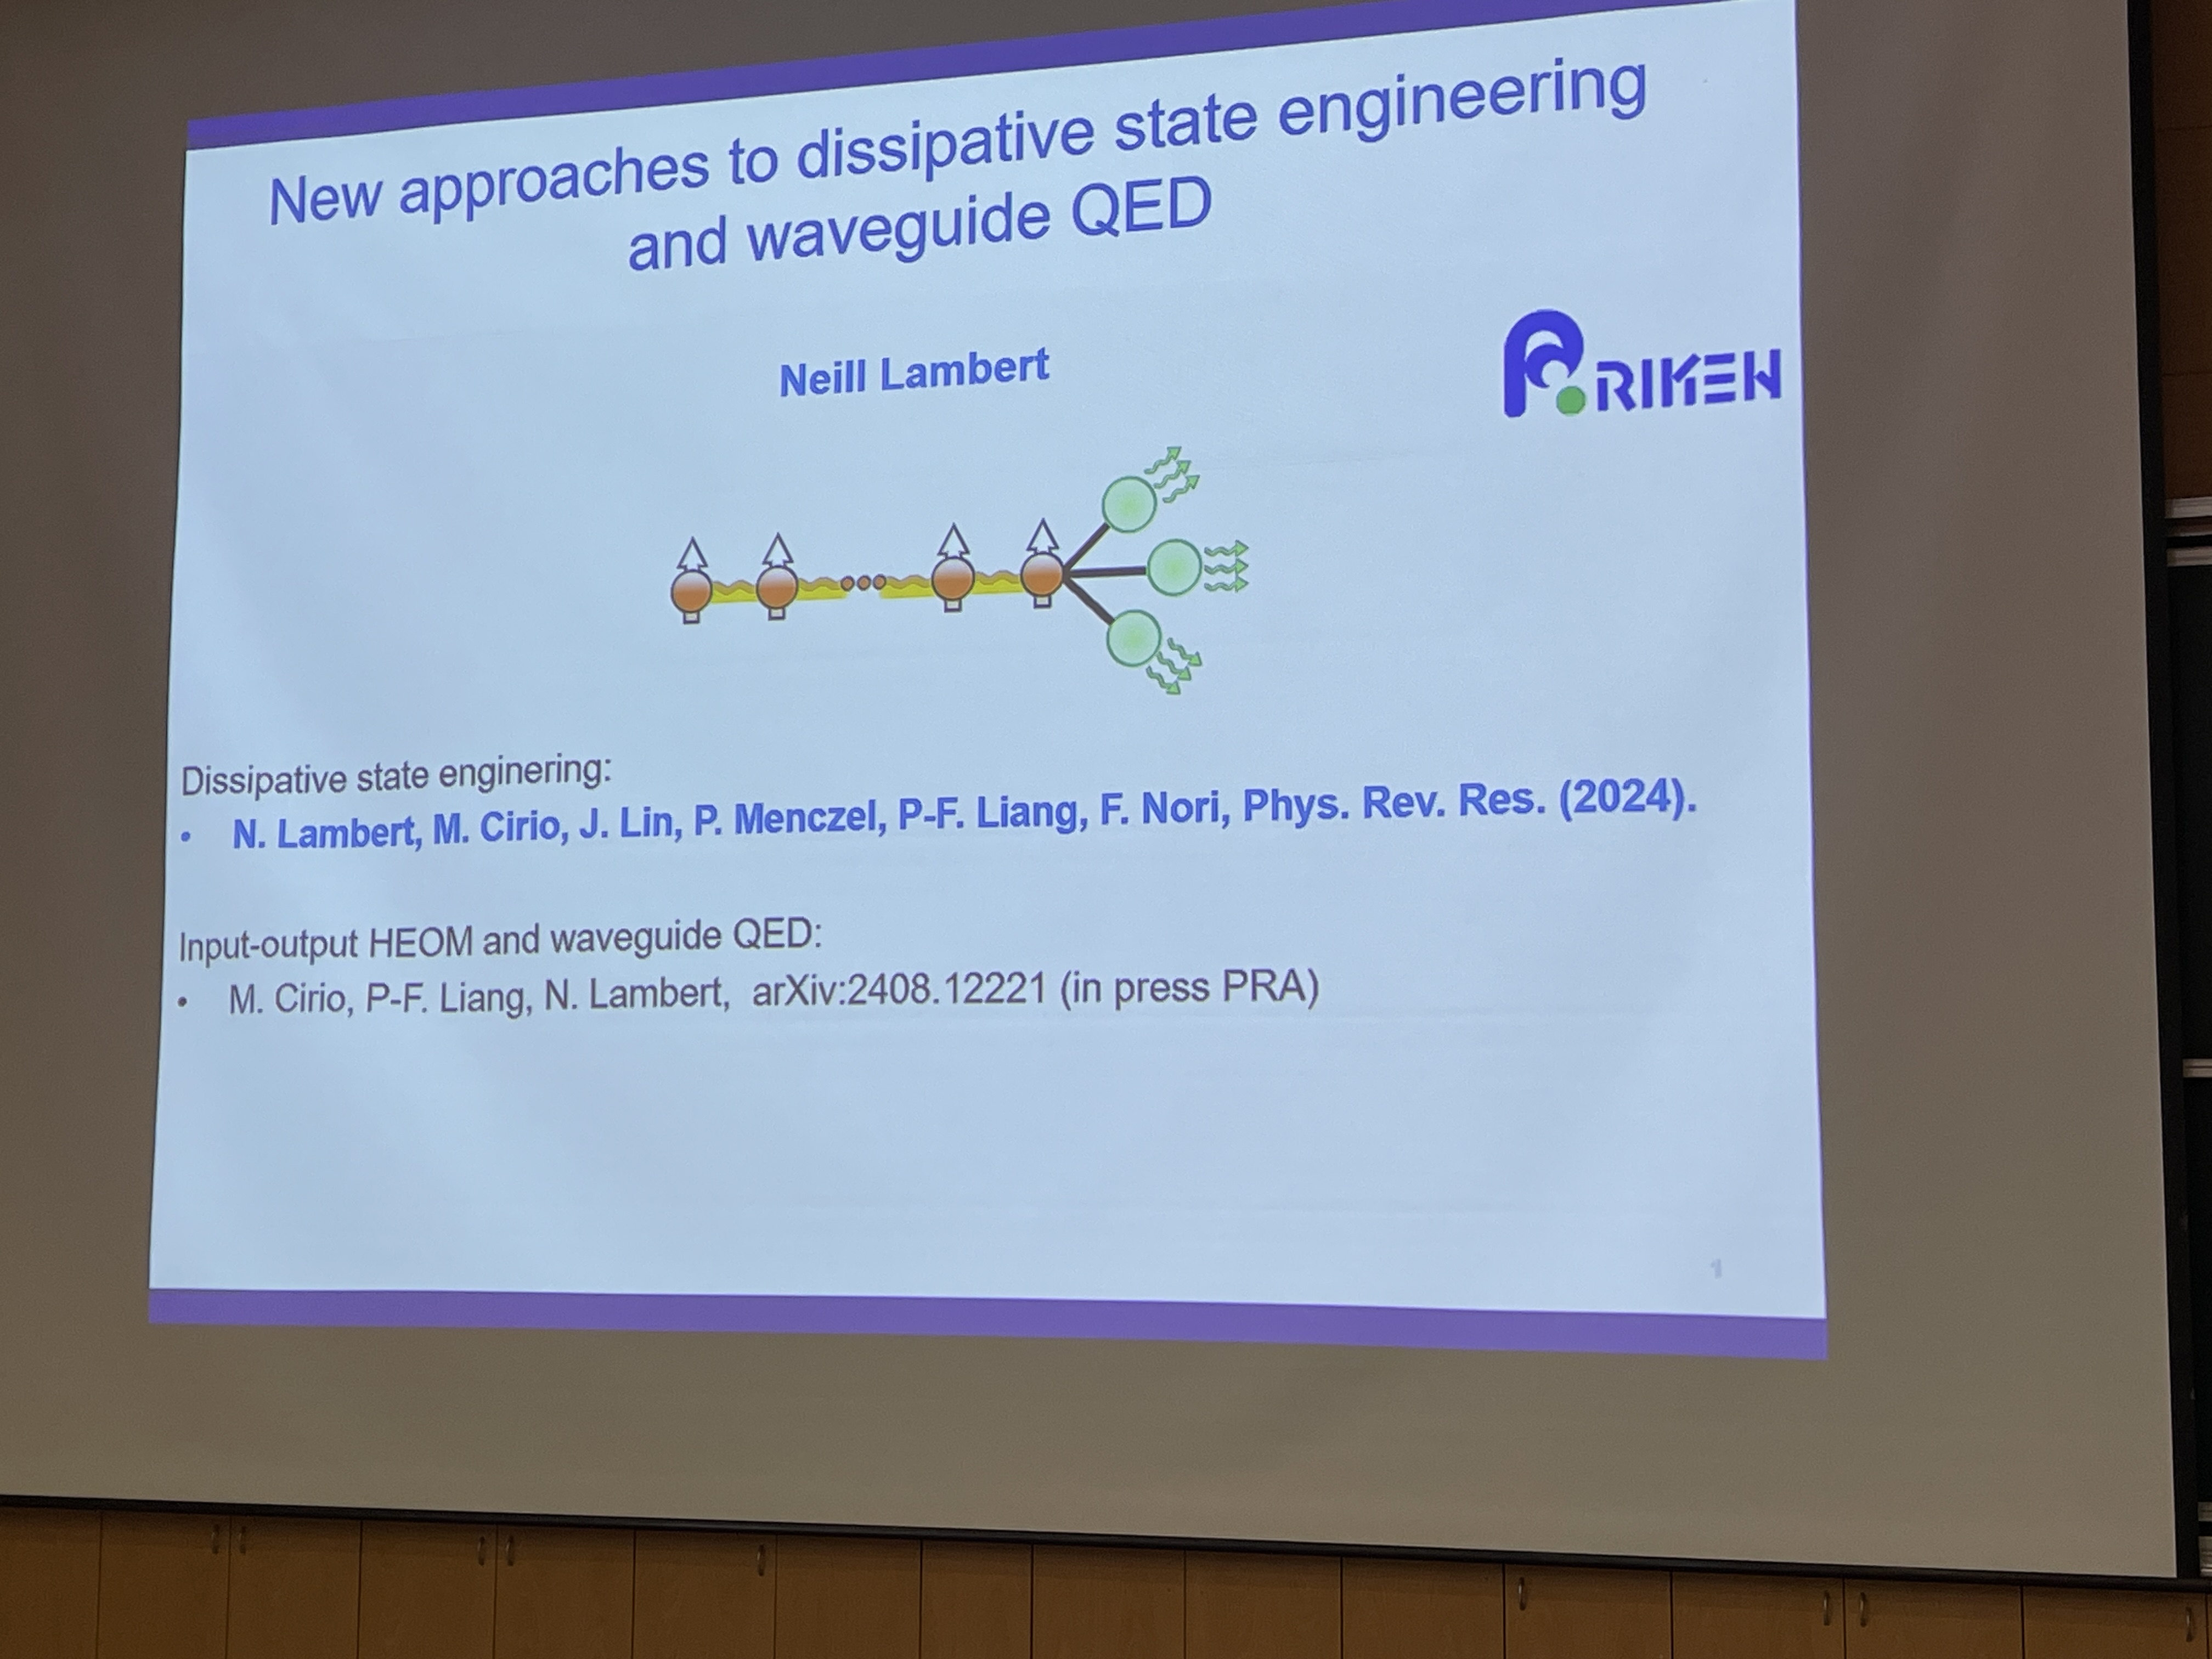 New approaches to dissipative state engineering
and waveguide QED
Neill Lambert
RIKEN
Dissipative state enginering:
• N. Lambert, M. Cirio, J. Lin, P. Menczel, P-F. Liang, F. Nori, Phys. Rev. Res. (2024).
Input-output HEOM and waveguide QED:
• M. Cirio, P-F. Liang, N. Lambert, arXiv:2408.12221 (in press PRA)
1